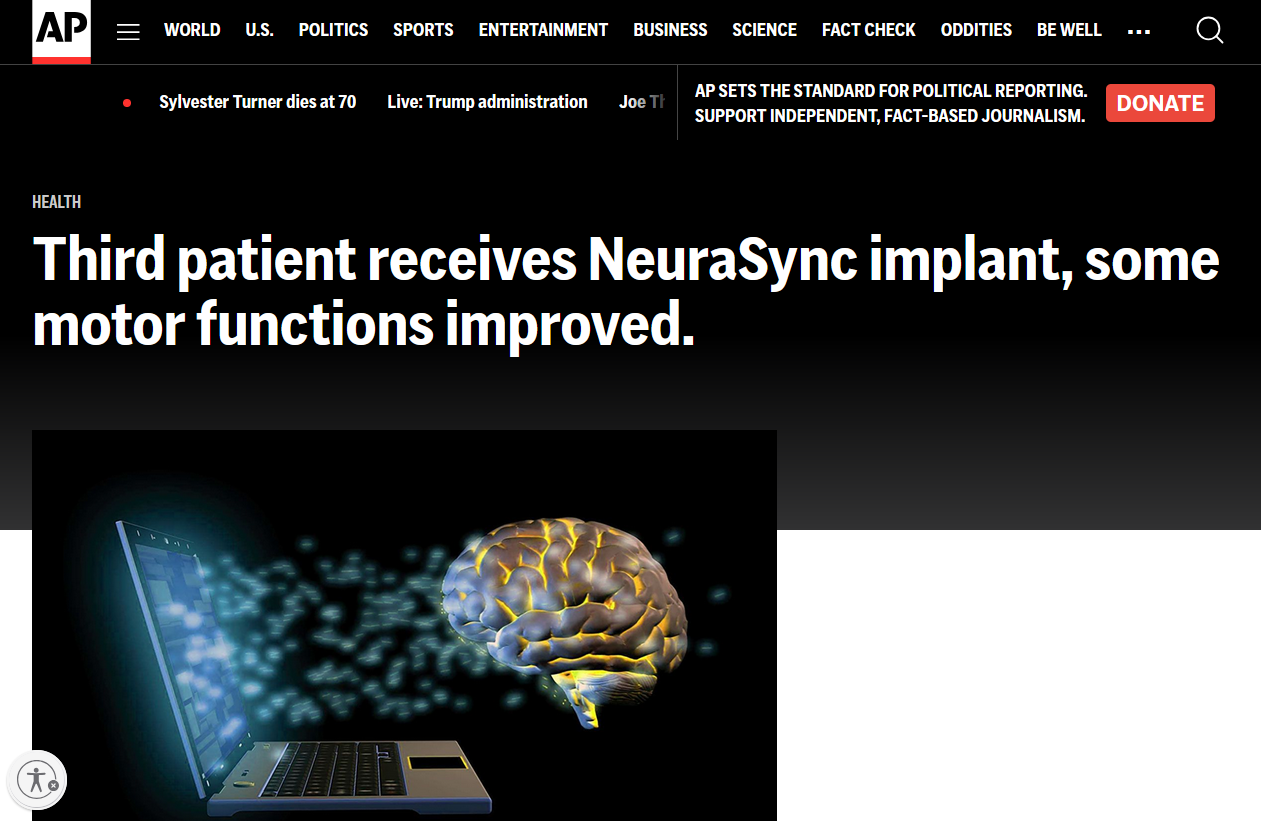 AP
WORLD U.S. POLITICS SPORTS ENTERTAINMENT BUSINESS SCIENCE FACT CHECK ODDITIES BE WELL ...
Sylvester Turner dies at 70 Live: Trump administration Joe Th
AP SETS THE STANDARD FOR POLITICAL REPORTING.
SUPPORT INDEPENDENT, FACT-BASED JOURNALISM.
DONATE
HEALTH
Third patient receives NeuraSync implant, some
motor functions improved.